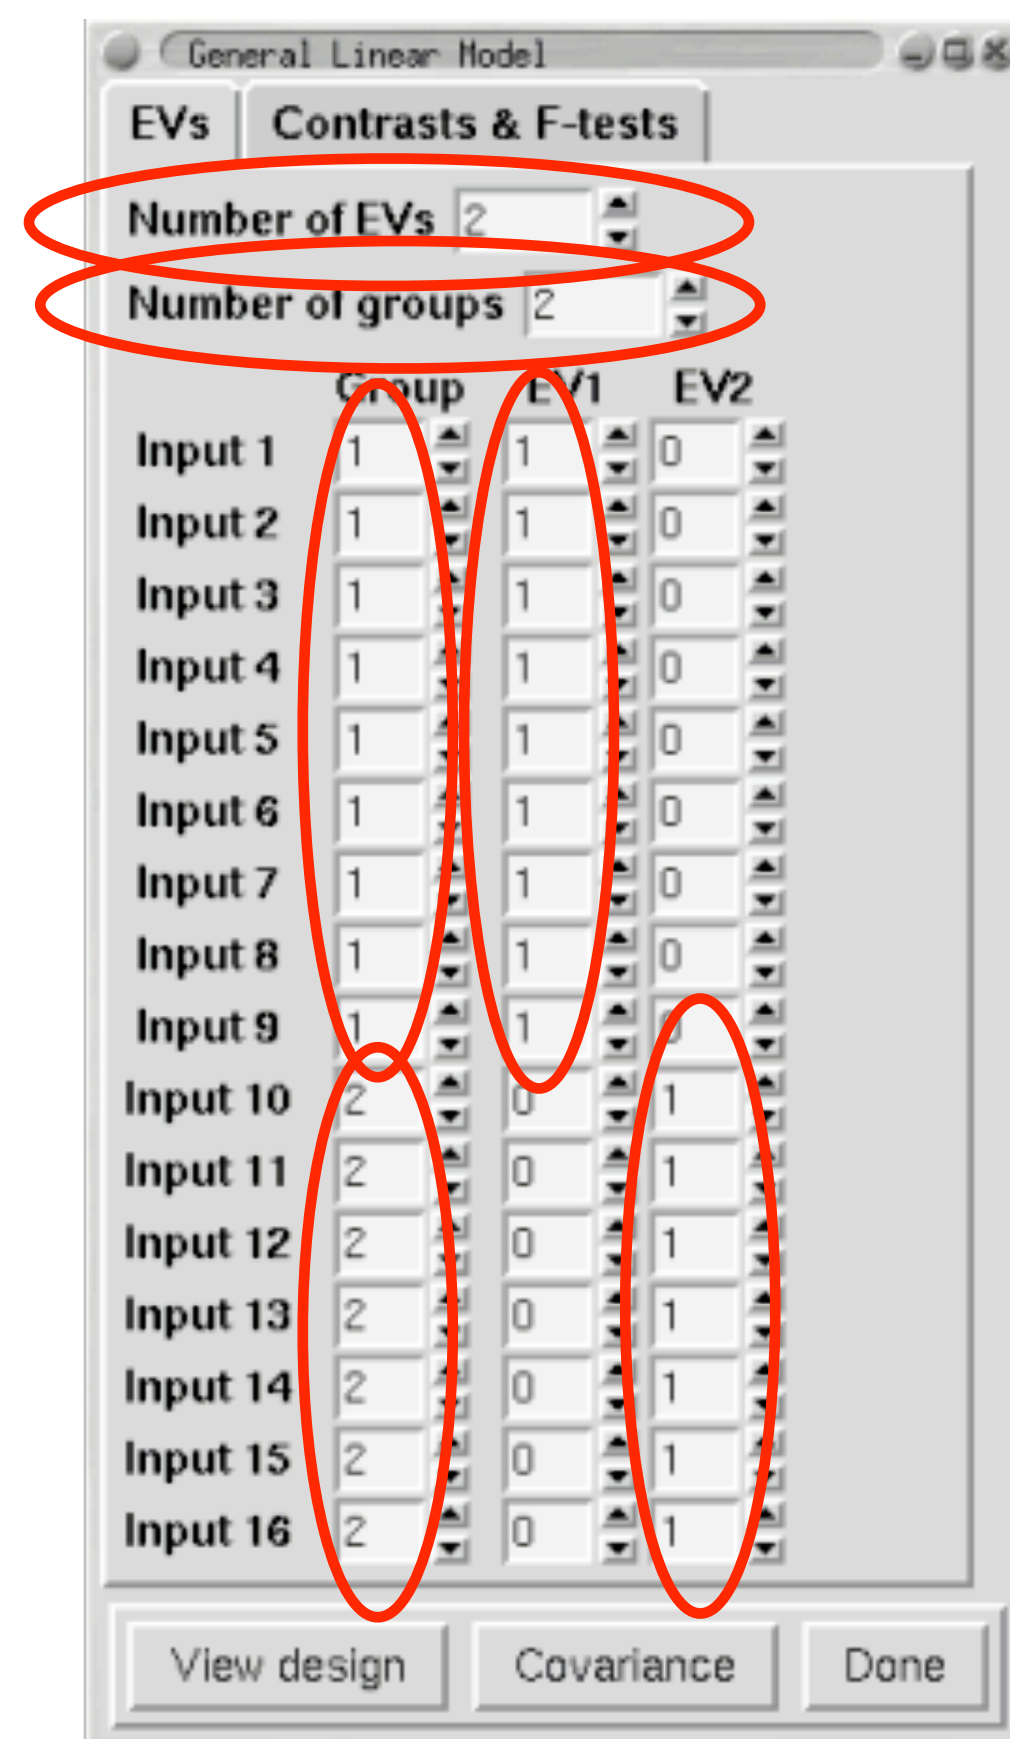 General Linear Model
EVs Contrasts & F-tests
Number of EVs 2
Number of groups 2
Group EV1 EV2
Input 1 1 1 0
Input 2 1 1 0
Input 3 1 1 0
Input 4 1 1 0
Input 5 1 1 0
Input 6 1 1 0
Input 7 1 1 0
Input 8 1 1 0
Input 9 1 1 0
Input 10 2 0 1
Input 11 2 0 1
Input 12 2 0 1
Input 13 2 0 1
Input 14 2 0 1
Input 15 2 0 1
Input 16 2 0 1
View design Covariance Done